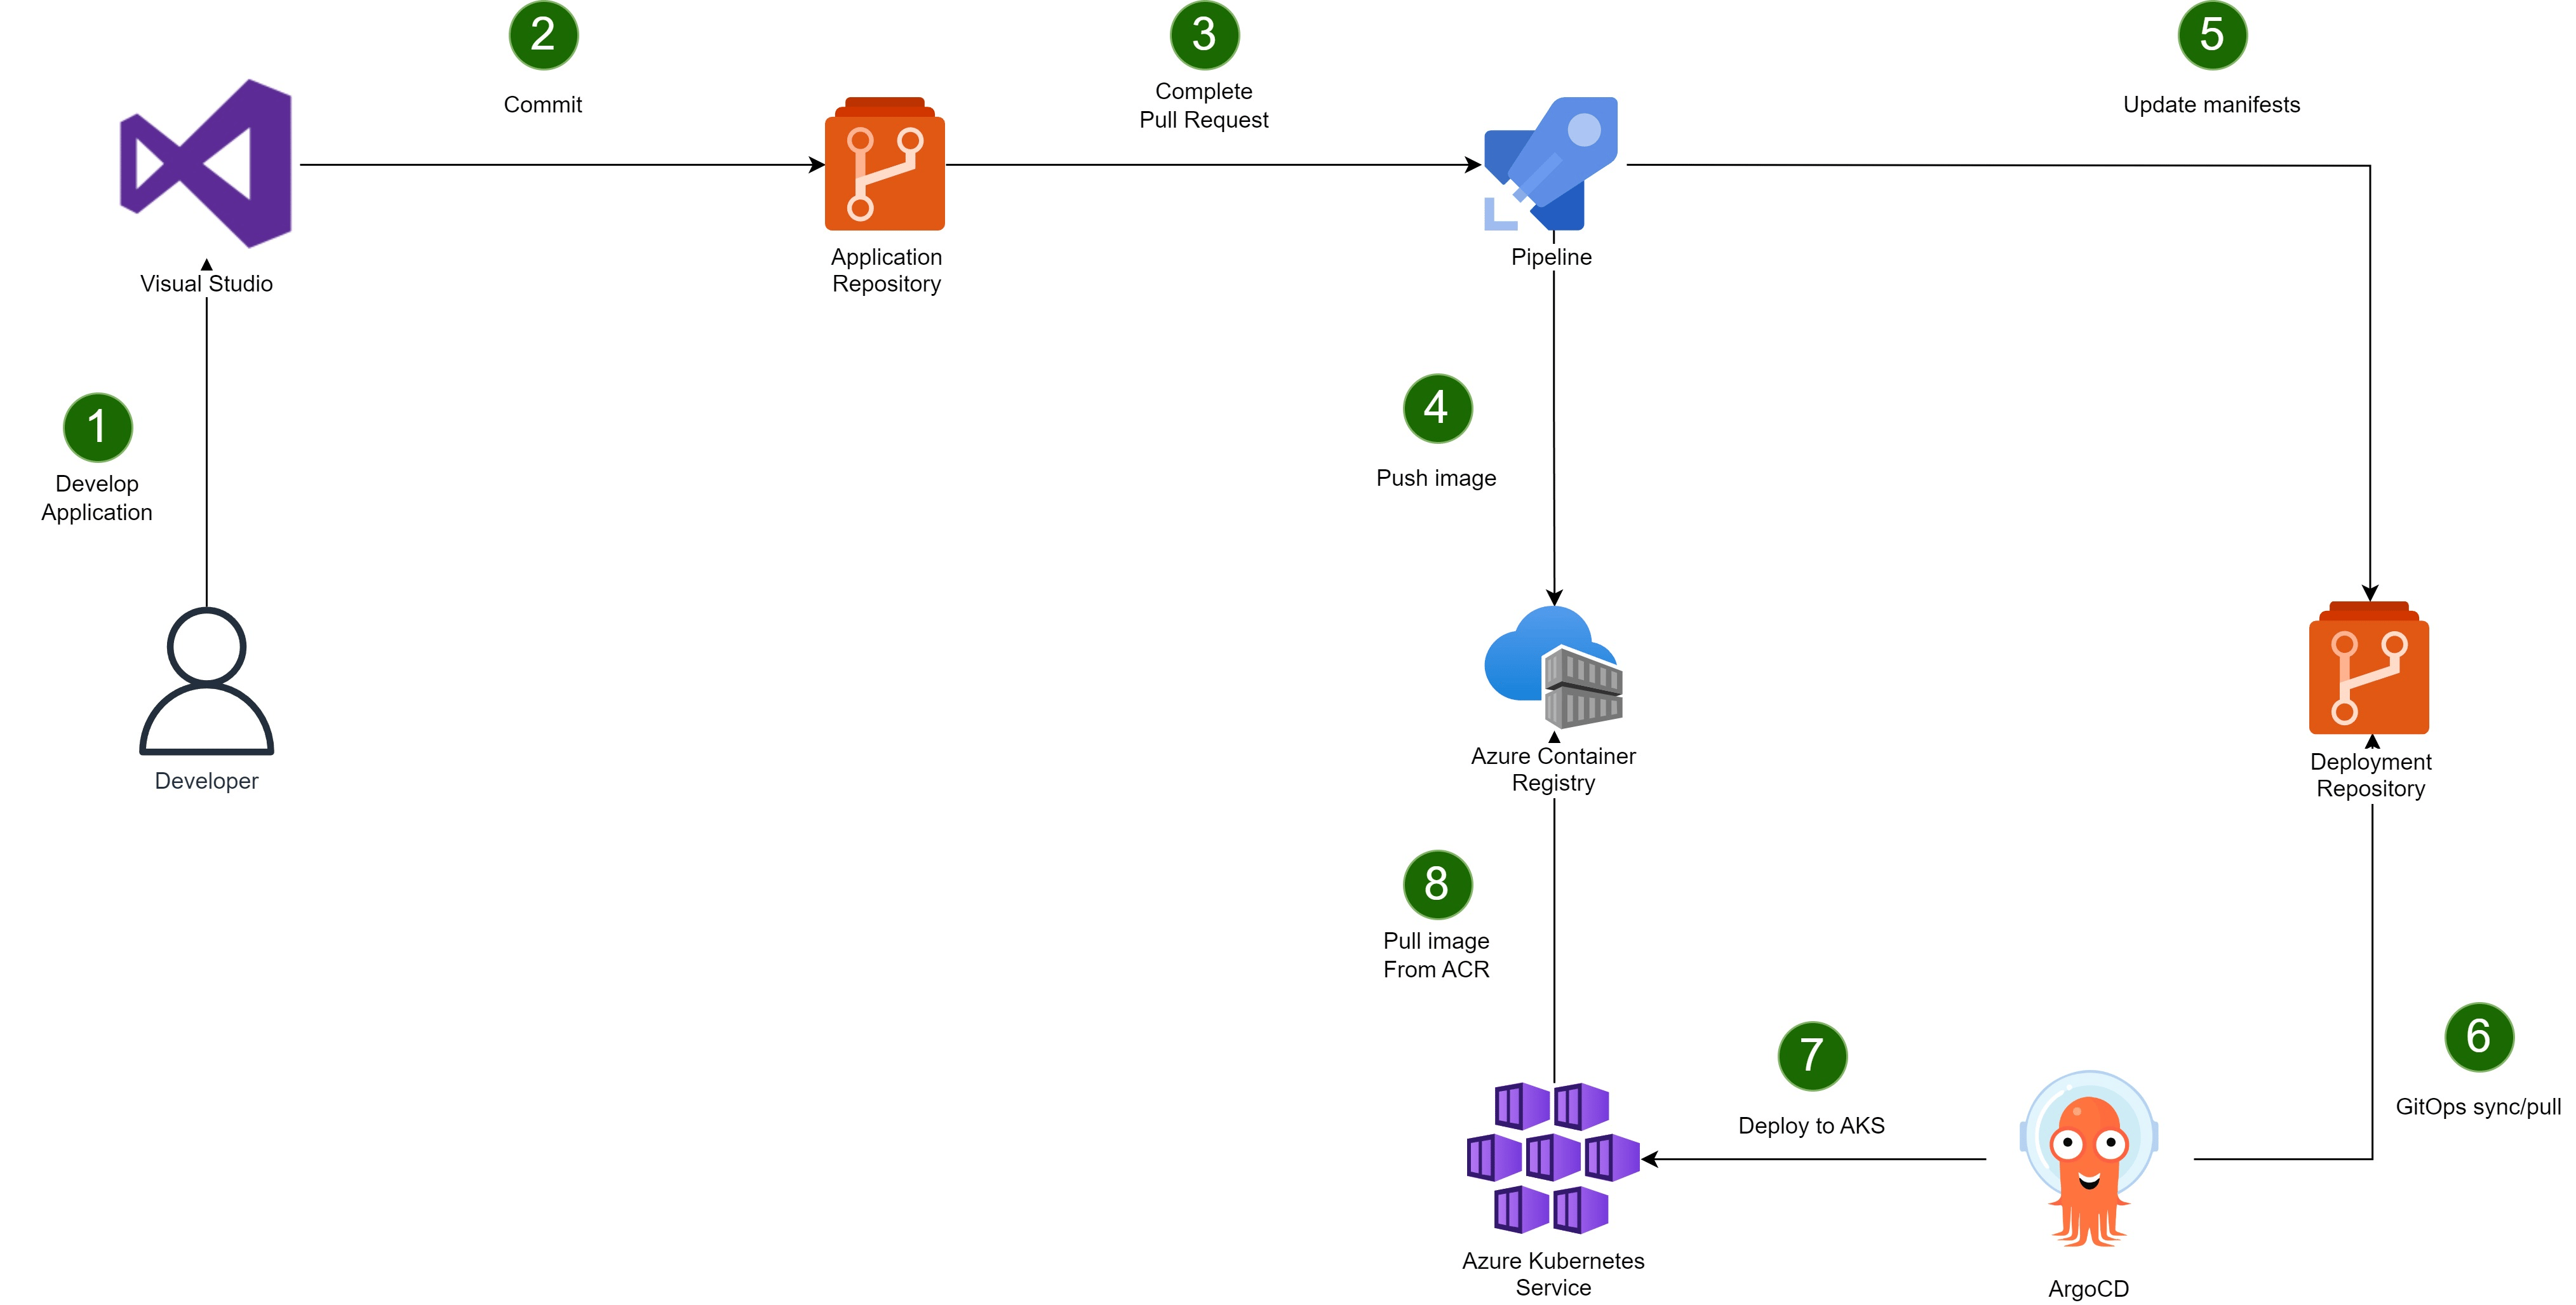 2
Commit
3
Complete
Pull Request
5
Update manifests
Visual Studio
Application
Repository
Pipeline
1
Develop
Application
4
Push image
Developer
Azure Container
Registry
Deployment
Repository
8
Pull image
From ACR
7
Deploy to AKS
6
GitOps sync/pull
Azure Kubernetes
Service
ArgoCD